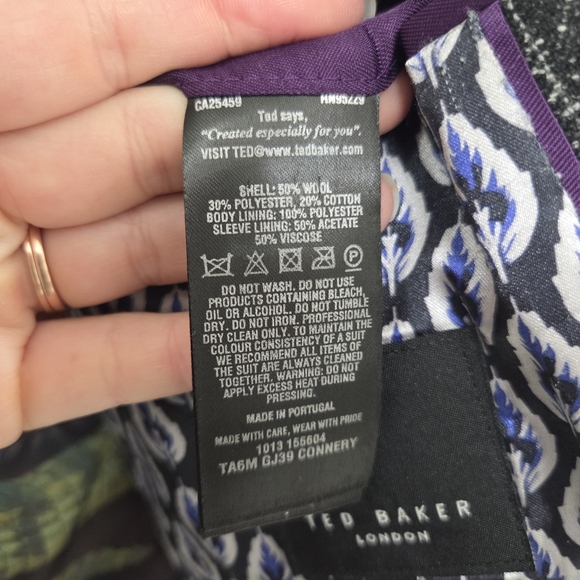 CA25459 RN95229
Ted says,
"Created especially for you".
VISIT TED@www.tedbaker.com
SHELL: 50% WOOL
30% POLYESTER, 20% COTTON
BODY LINING: 100% POLYESTER
SLEEVE LINING: 50% ACETATE
50% VISCOSE
P
DO NOT WASH. DO NOT USE
PRODUCTS CONTAINING BLEACH,
OIL OR ALCOHOL. DO NOT TUMBLE
DRY. DO NOT IRON. PROFESSIONAL
DRY CLEAN ONLY. TO MAINTAIN THE
COLOUR CONSISTENCY OF A SUIT
WE RECOMMEND ALL ITEMS OF
THE SUIT ARE ALWAYS CLEANED
TOGETHER. WARNING: DO NOT
APPLY EXCESS HEAT DURING
PRESSING.
MADE IN PORTUGAL
MADE WITH CARE, WEAR WITH PRIDE
1013 155604
TA6M GJ39 CONNERY
TED BAKER
LONDON